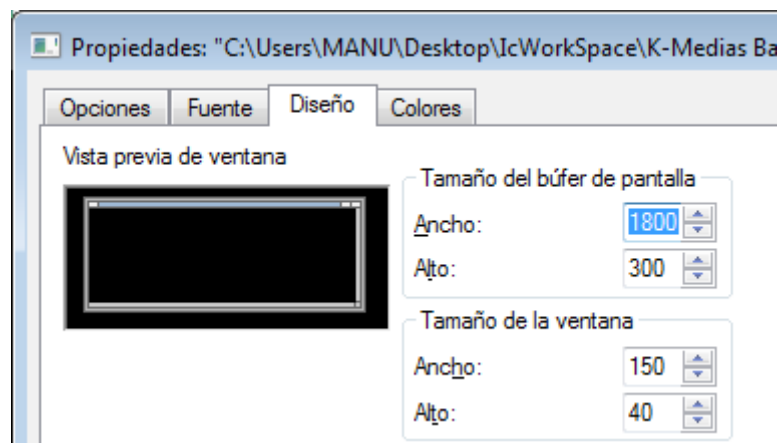 Propiedades: "C:\Users\MANU\Desktop\IcWorkSpace\K-Medias Ba
Opciones Fuente Diseño Colores
Vista previa de ventana
Tamaño del búfer de pantalla
Ancho: 1800
Alto: 300
Tamaño de la ventana
Ancho: 150
Alto: 40